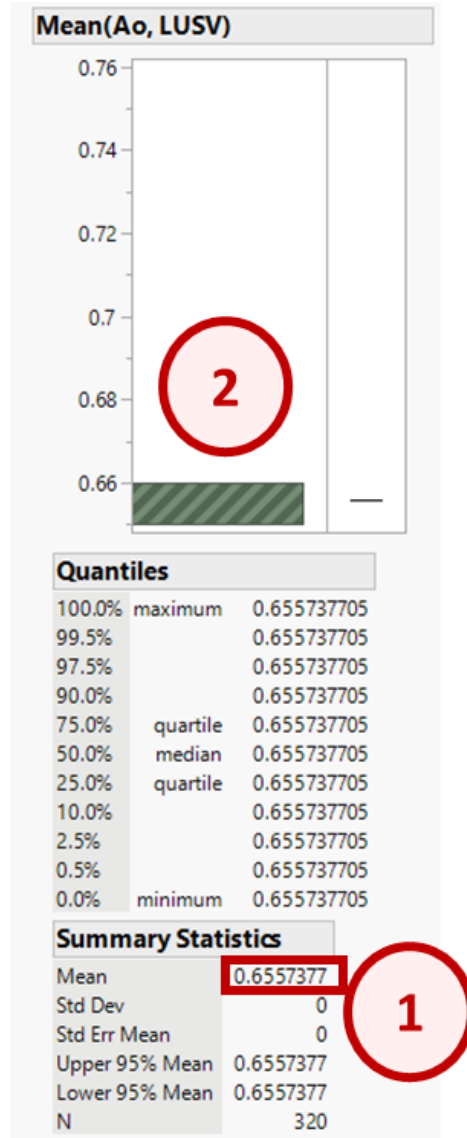 Mean(Ao, LUSV)
0.76
0.74
0.72
0.7
0.68
2
0.66
Quantiles
100.0% maximum 0.655737705
99.5% 0.655737705
97.5% 0.655737705
90.0% 0.655737705
75.0% quartile 0.655737705
50.0% median 0.655737705
25.0% quartile 0.655737705
10.0% 0.655737705
2.5% 0.655737705
0.5% 0.655737705
0.0% minimum 0.655737705
Summary Statistics
Mean 0.6557377
Std Dev 0
1
Std Err Mean 0
Upper 95% Mean 0.6557377
Lower 95% Mean 0.6557377
N 320